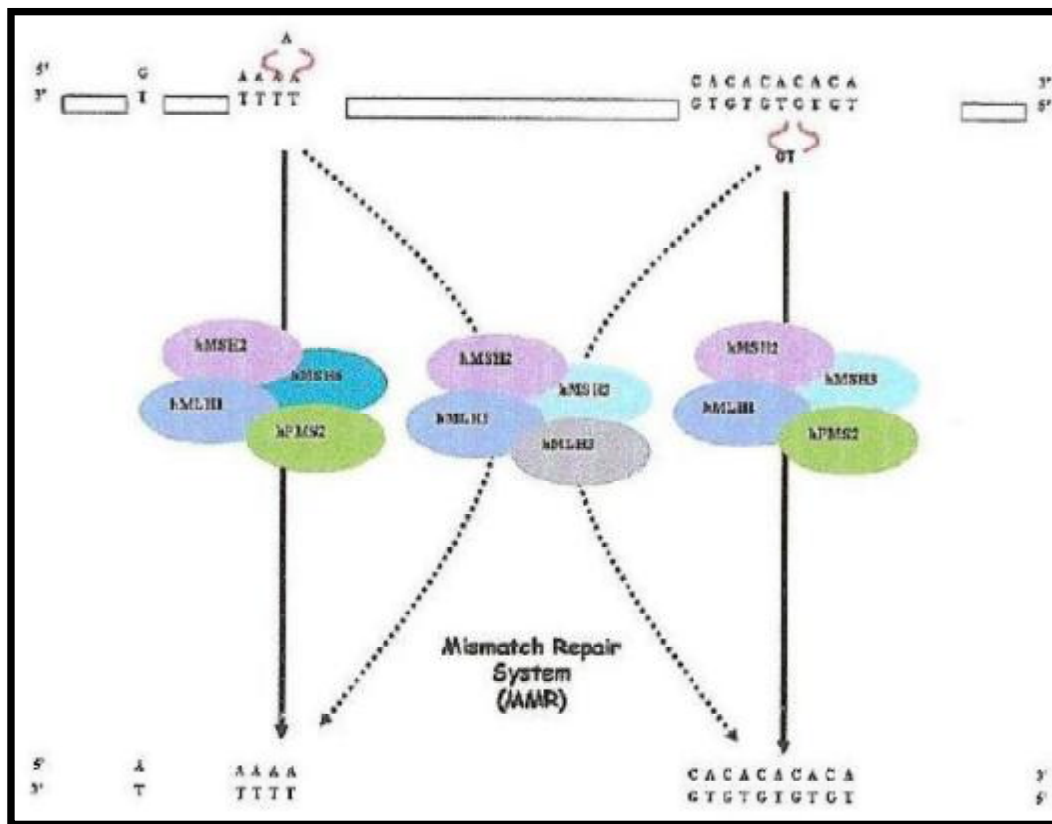 A
5' G A A A A C A C A C A C A C A 3'
3' T T T T T G T G T G T G T G T 5'
GT
hMSH2 hMSH2 hMSH2
hMSH6 hMSH3 hMSH3
hMLH1 hMLH1 hMLH1
hPMS2 hMLH3 hPMS2
Mismatch Repair
System
(MMR)
5' A A A A A C A C A C A C A C A 3'
3' T T T T T G T G T G T G T G T 5'